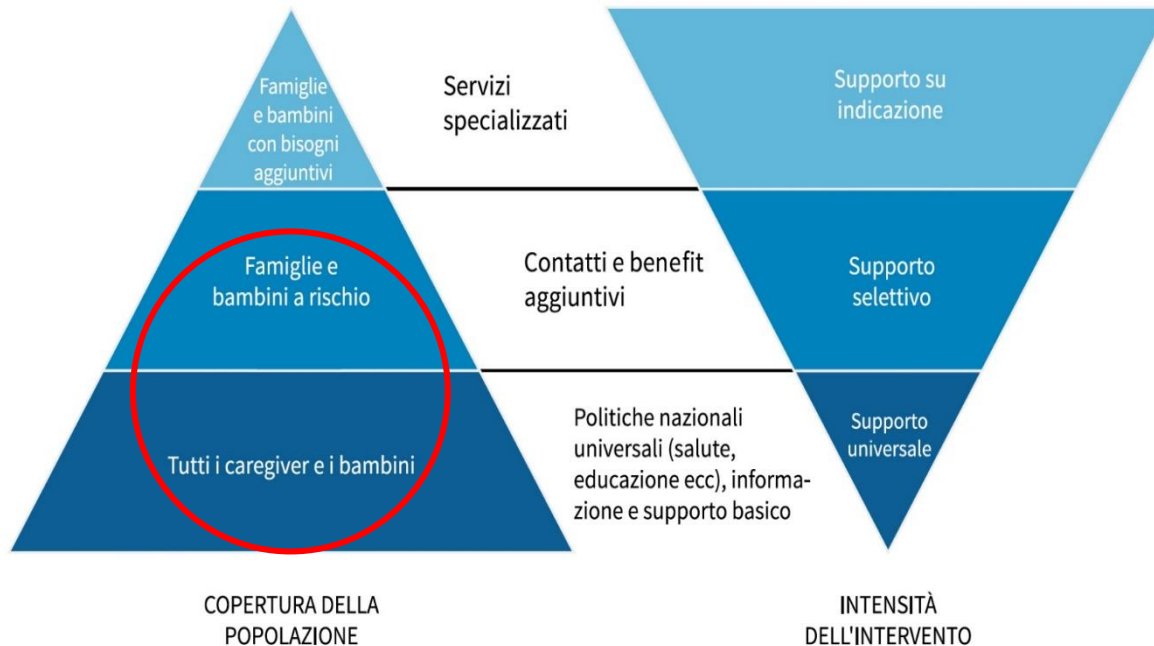 Famiglie
e bambini
con bisogni
aggiuntivi
Servizi
specializzati
Supporto su
indicazione
Famiglie e
bambini a rischio
Contatti e benefit
aggiuntivi
Supporto
selettivo
Tutti i caregiver e i bambini
Politiche nazionali
universali (salute,
educazione ecc), informa-
zione e supporto basico
Supporto
universale
COPERTURA DELLA
POPOLAZIONE
INTENSITÀ
DELL'INTERVENTO